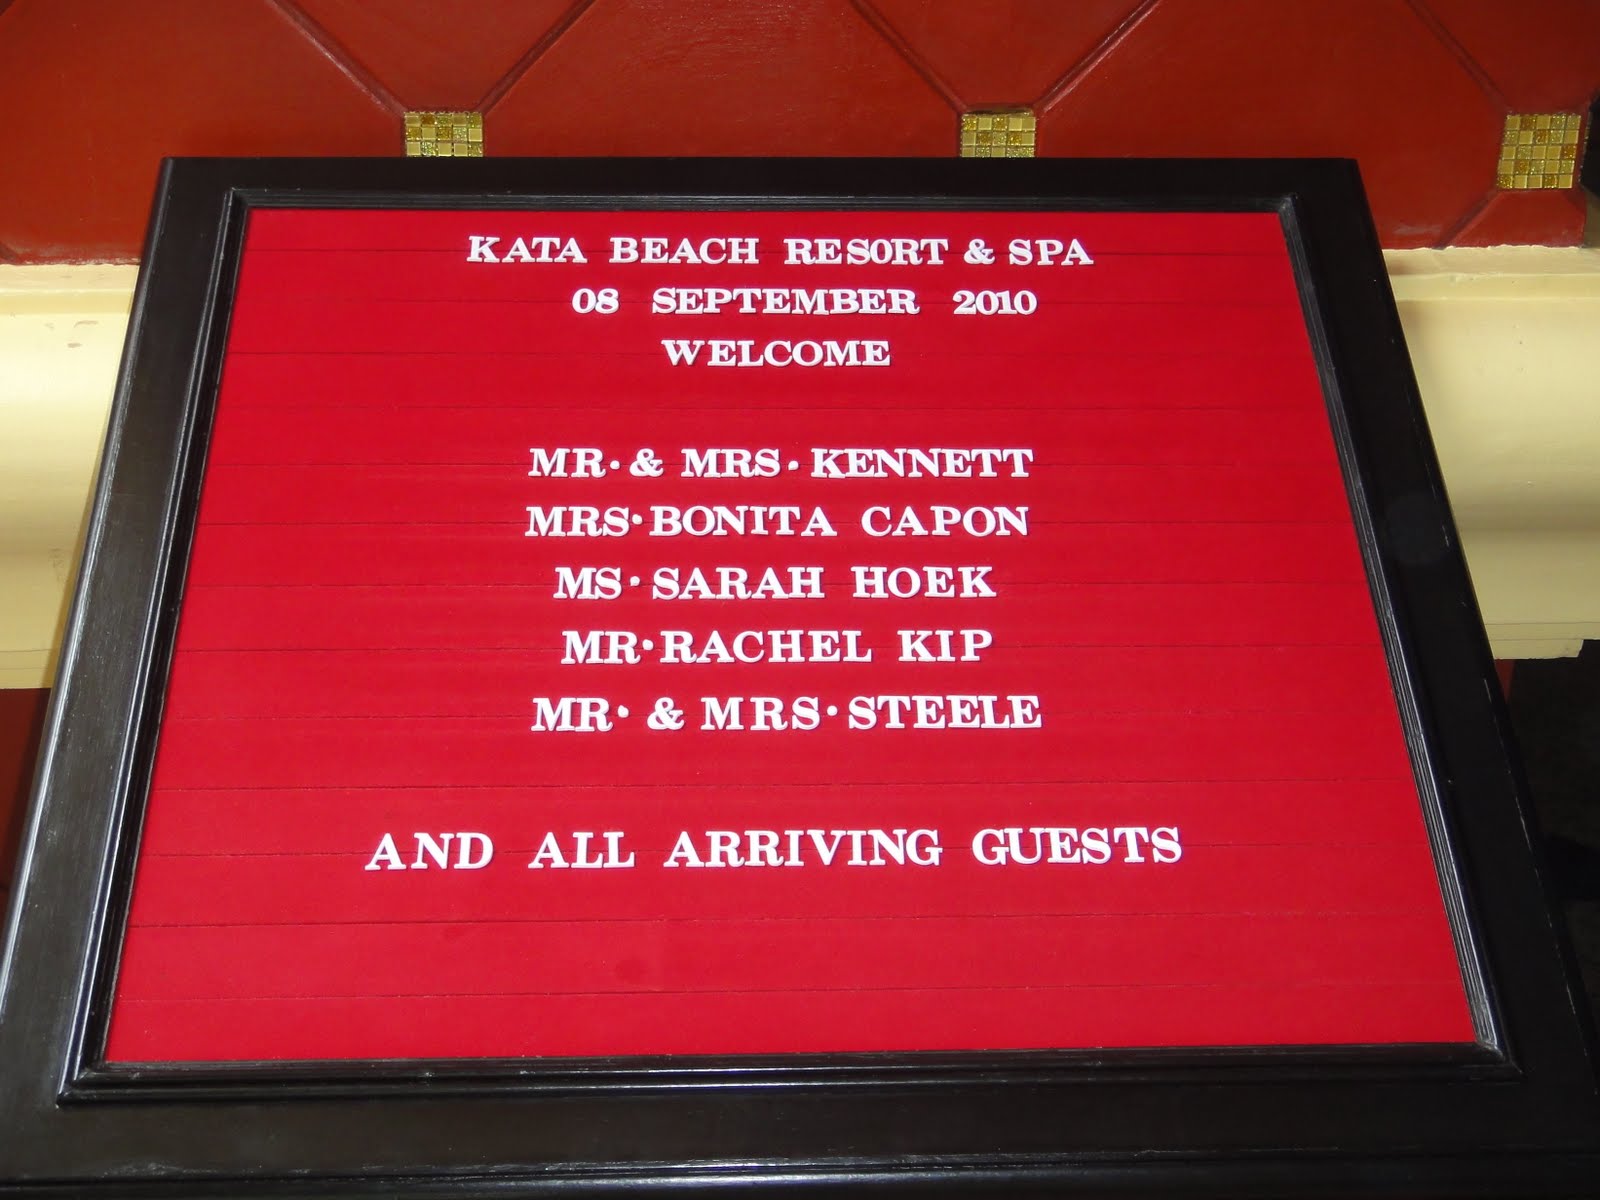 KATA BEACH RESORT & SPA
08 SEPTEMBER 2010
WELCOME
MR. & MRS. KENNETT
MRS. BONITA CAPON
MS. SARAH HOEK
MR. RACHEL KIP
MR. & MRS. STEELE
AND ALL ARRIVING GUESTS